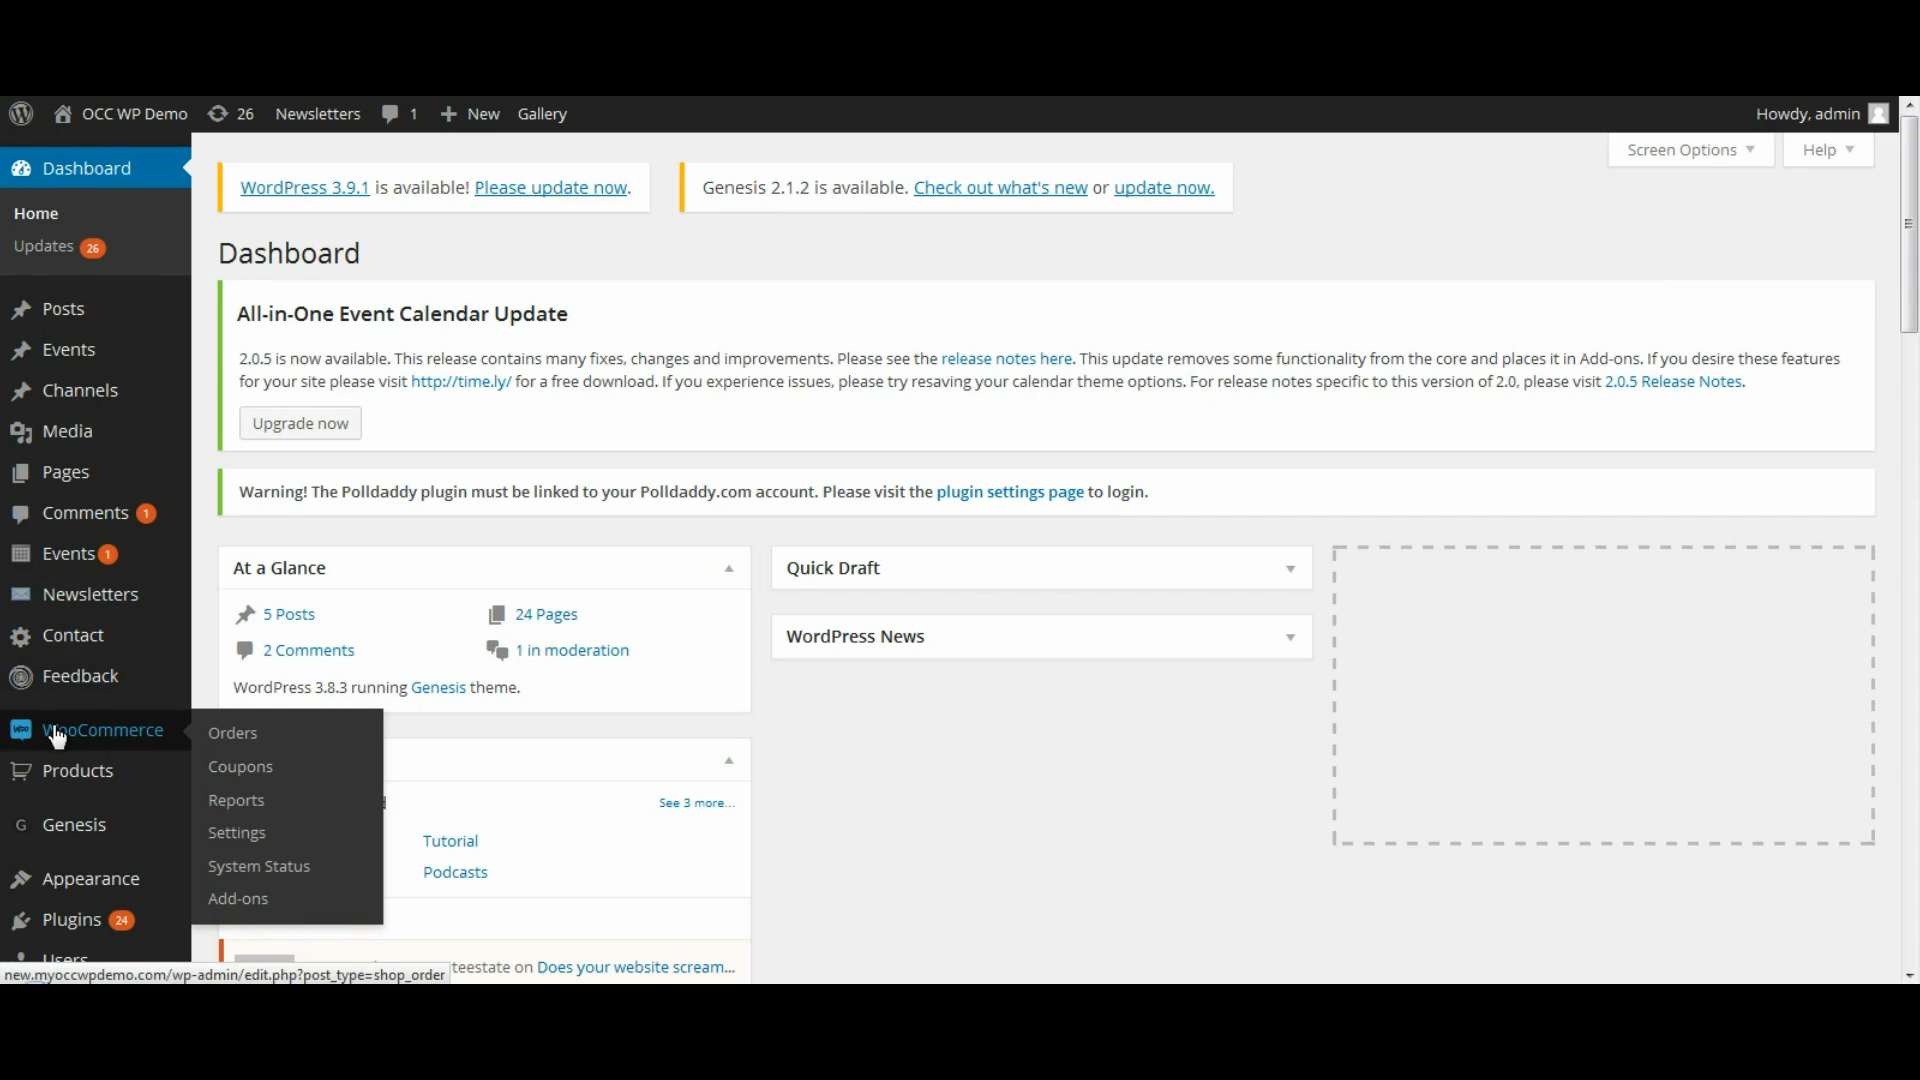 OCC WP Demo 26 Newsletters 1 New Gallery Howdy, admin
Screen Options Help
Dashboard
Home
Updates 26
Posts
Events
Channels
Media
Pages
Comments 1
Events 1
Newsletters
Contact
Feedback
WooCommerce
Products
Genesis
Appearance
Plugins 24
Users
Orders
Coupons
Reports
Settings
System Status
Add-ons
WordPress 3.9.1 is available! Please update now.
Genesis 2.1.2 is available. Check out what's new or update now.
Dashboard
All-in-One Event Calendar Update
2.0.5 is now available. This release contains many fixes, changes and improvements. Please see the release notes here. This update removes some functionality from the core and places it in Add-ons. If you desire these features
for your site please visit http://time.ly/ for a free download. If you experience issues, please try resaving your calendar theme options. For release notes specific to this version of 2.0, please visit 2.0.5 Release Notes.
Upgrade now
Warning! The Polldaddy plugin must be linked to your Polldaddy.com account. Please visit the plugin settings page to login.
At a Glance
5 Posts 24 Pages
2 Comments 1 in moderation
WordPress 3.8.3 running Genesis theme.
Quick Draft
WordPress News
See 3 more...
Tutorial
Podcasts
teestate on Does your website scream...
new.myoccwpdemo.com/wp-admin/edit.php?post_type=shop_order